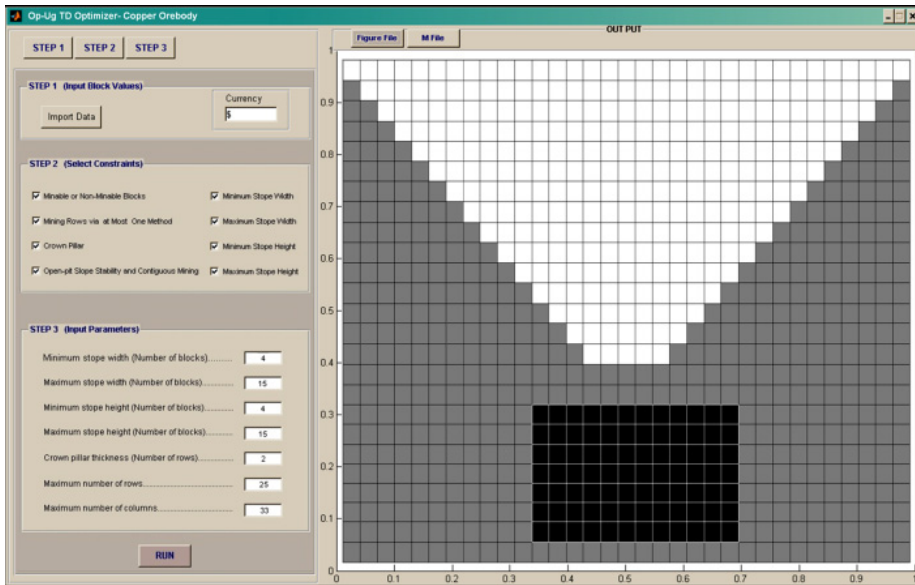 Op-Ug TD Optimizer- Copper Orebody
STEP 1 STEP 2 STEP 3
STEP 1 (Input Block Values)
Import Data
Currency
$
STEP 2 (Select Constraints)
Minable or Non-Minable Blocks
Minimum Stope Width
Mining Rows via at Most One Method
Maximum Stope Width
Crown Pillar
Minimum Stope Height
Open-pit Slope Stability and Contiguous Mining
Maximum Stope Height
STEP 3 (Input Parameters)
Minimum stope width (Number of blocks).......... 4
Maximum stope width (Number of blocks)............ 15
Minimum stope height (Number of blocks).......... 4
Maximum stope height (Number of blocks)........... 15
Crown pillar thickness (Number of rows)............ 2
Maximum number of rows................................ 25
Maximum number of columns............................. 33
RUN
Figure File M File
OUT PUT
1
0.9
0.8
0.7
0.6
0.5
0.4
0.3
0.2
0.1
0
0 0.1 0.2 0.3 0.4 0.5 0.6 0.7 0.8 0.9 1